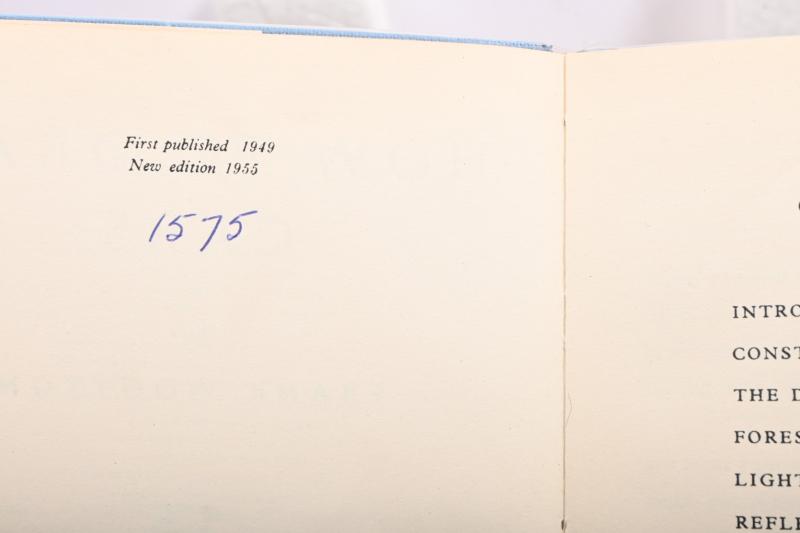 First published 1949
New edition 1955
1575
INTRO
CONST
THE D
FORES
LIGHT
REFLE